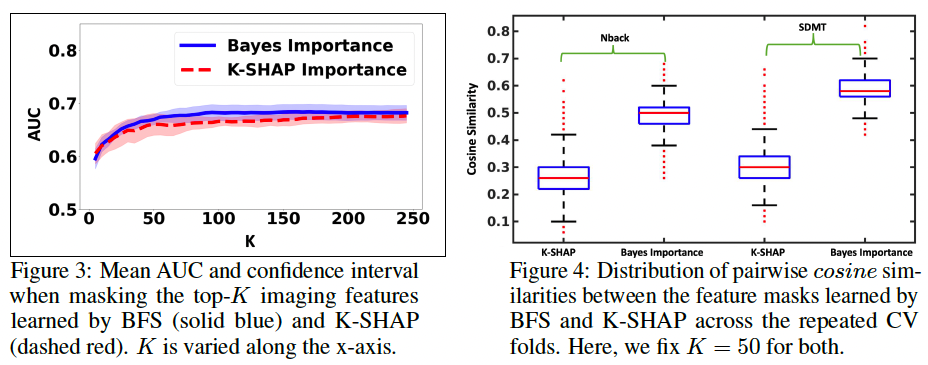 0.8
0.7
0.6
0.5
AUC
Bayes Importance
K-SHAP Importance
0 50 100 150 200 250
K
Figure 3: Mean AUC and confidence interval
when masking the top-K imaging features
learned by BFS (solid blue) and K-SHAP
(dashed red). K is varied along the x-axis.
0.8
0.7
0.6
0.5
0.4
0.3
0.2
0.1
Cosine Similarity
Nback
SDMT
K-SHAP Bayes Importance K-SHAP Bayes Importance
Figure 4: Distribution of pairwise cosine sim-
ilarities between the feature masks learned by
BFS and K-SHAP across the repeated CV
folds. Here, we fix K = 50 for both.